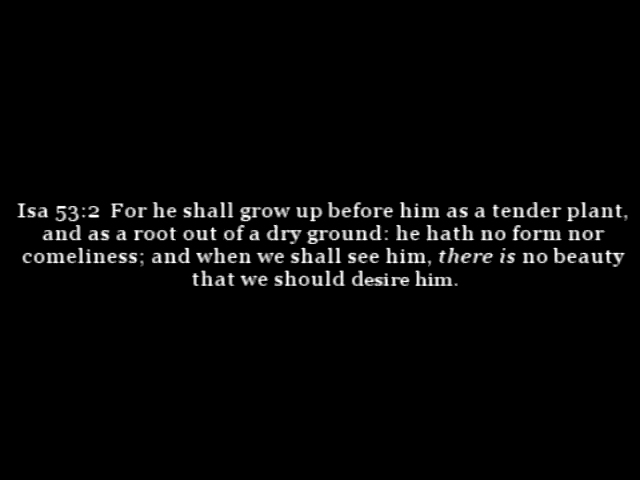 Isa 53:2  For he shall grow up before him as a tender plant,
and as a root out of a dry ground: he hath no form nor
comeliness; and when we shall see him, there is no beauty
that we should desire him.